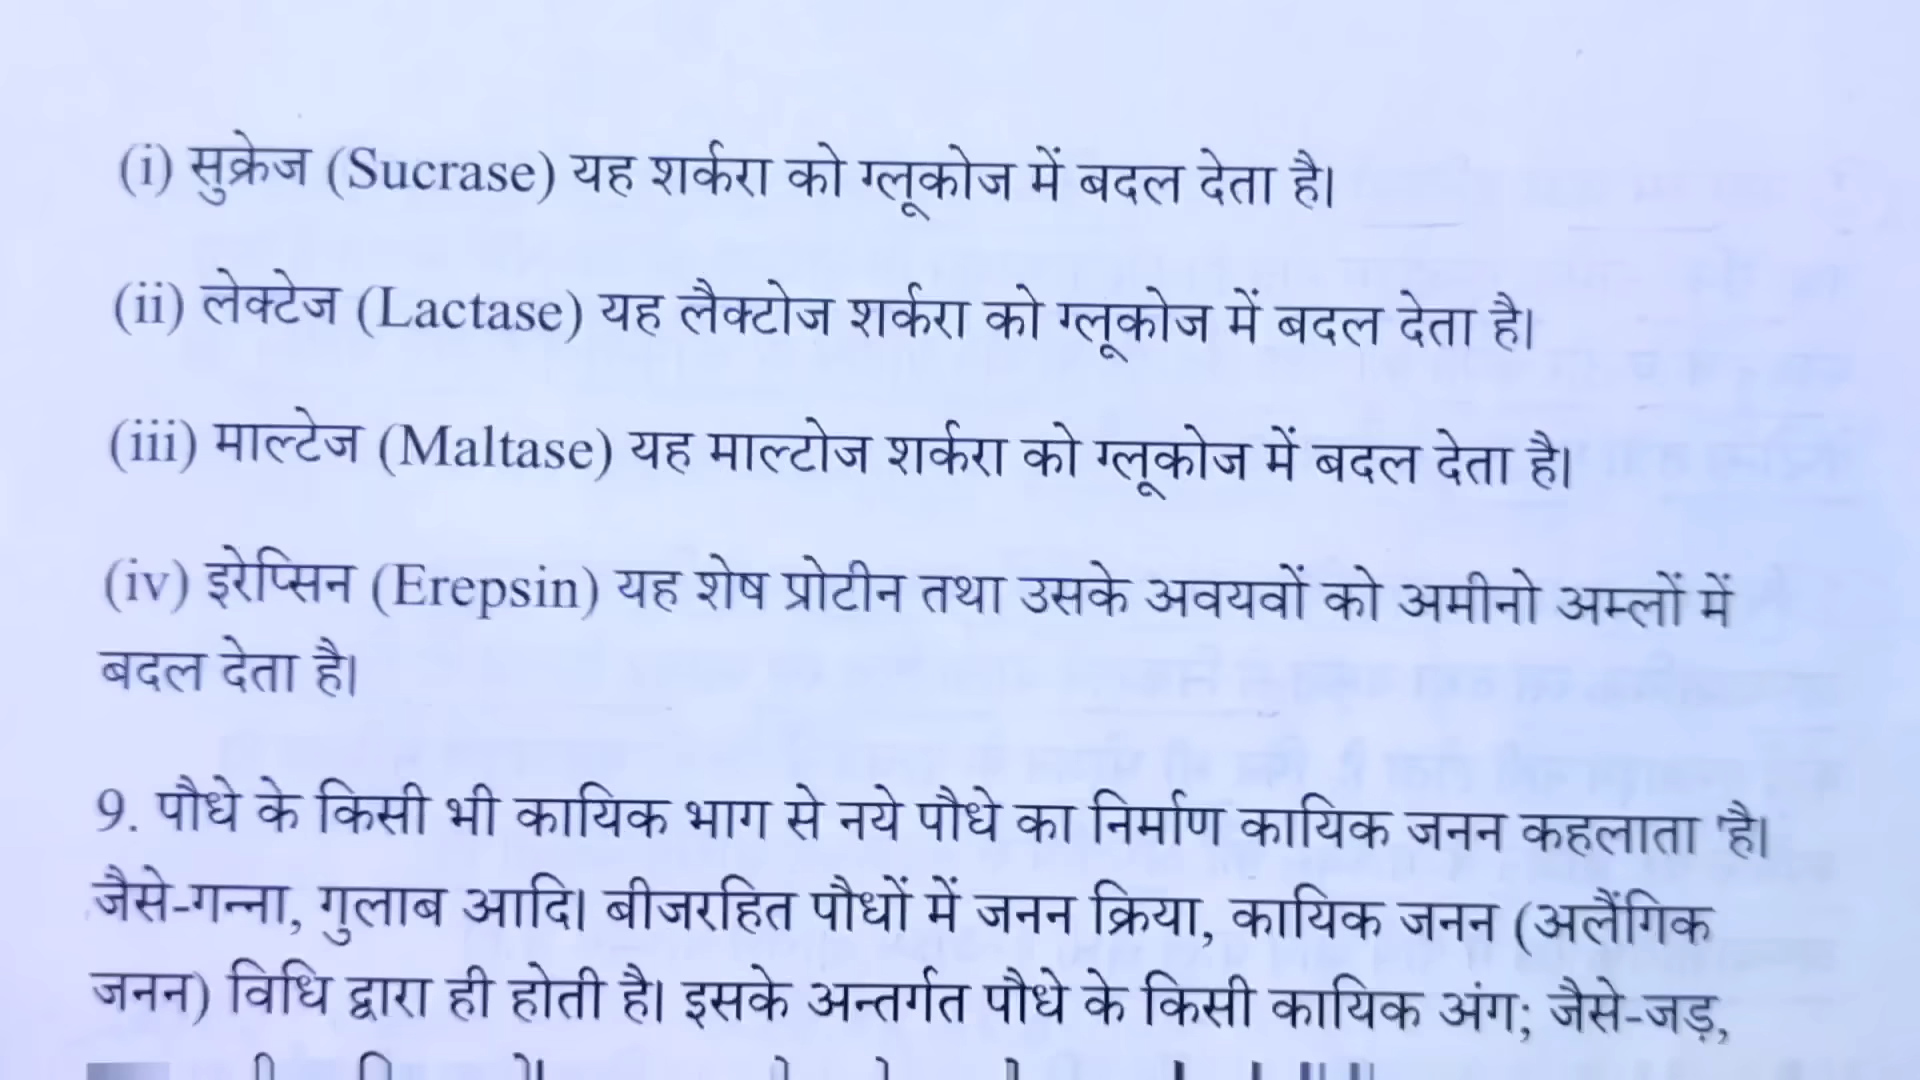 (i) सुक्रेज (Sucrase) यह शर्करा को ग्लूकोज में बदल देता है।
(ii) लेक्टेज (Lactase) यह लैक्टोज शर्करा को ग्लूकोज में बदल देता है।
(iii) माल्टेज (Maltase) यह माल्टोज शर्करा को ग्लूकोज में बदल देता है।
(iv) इरेप्सिन (Erepsin) यह शेष प्रोटीन तथा उसके अवयवों को अमीनो अम्लों में
बदल देता है।
9. पौधे के किसी भी कायिक भाग से नये पौधे का निर्माण कायिक जनन कहलाता है।
जैसे-गन्ना, गुलाब आदि। बीजरहित पौधों में जनन क्रिया, कायिक जनन (अलैंगिक
जनन) विधि द्वारा ही होती है। इसके अन्तर्गत पौधे के किसी कायिक अंग; जैसे-जड़,